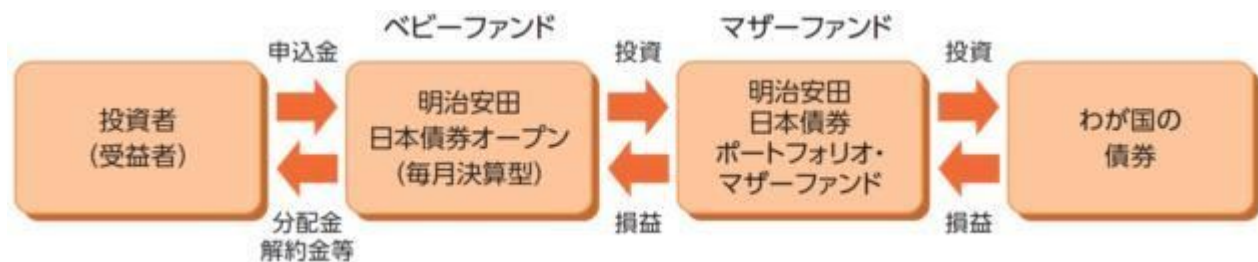 ベビーファンド
マザーファンド
申込金
投資
投資
投資者
(受益者)
明治安田
日本債券オープン
(毎月決算型)
明治安田
日本債券
ポートフォリオ・
マザーファンド
わが国の
債券
分配金
解約金等
損益
損益